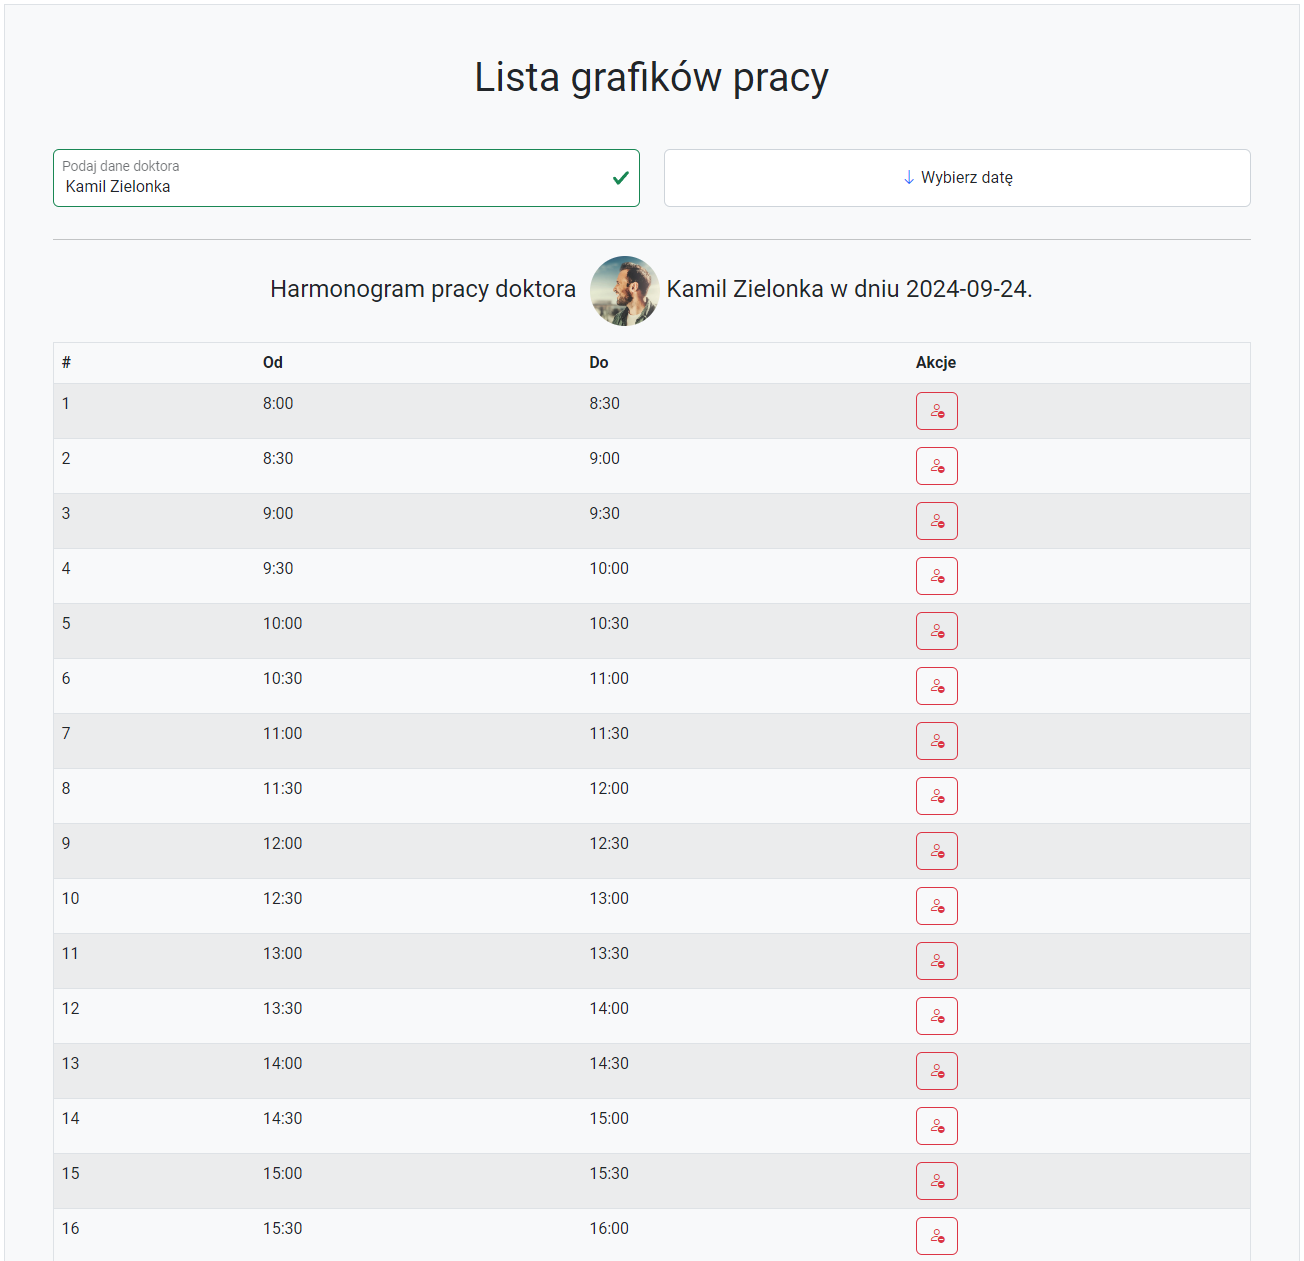 Lista grafików pracy
Podaj dane doktora
Kamil Zielonka
Wybierz datę
Harmonogram pracy doktora Kamil Zielonka w dniu 2024-09-24.
# Od Do Akcje
1 8:00 8:30
2 8:30 9:00
3 9:00 9:30
4 9:30 10:00
5 10:00 10:30
6 10:30 11:00
7 11:00 11:30
8 11:30 12:00
9 12:00 12:30
10 12:30 13:00
11 13:00 13:30
12 13:30 14:00
13 14:00 14:30
14 14:30 15:00
15 15:00 15:30
16 15:30 16:00